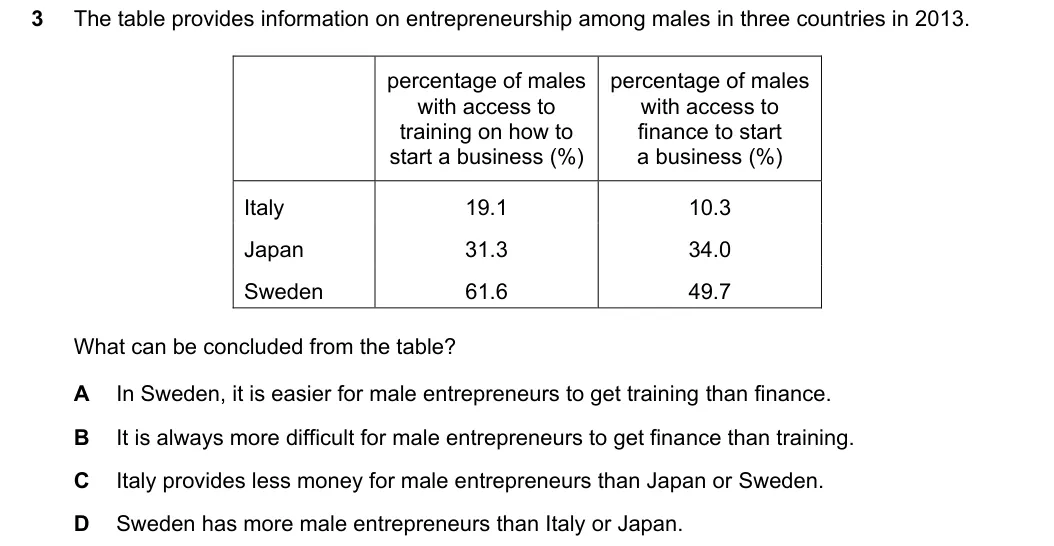 3 The table provides information on entrepreneurship among males in three countries in 2013.
percentage of males with access to training on how to start a business (%)
percentage of males with access to finance to start a business (%)
Italy 19.1 10.3
Japan 31.3 34.0
Sweden 61.6 49.7
What can be concluded from the table?
A In Sweden, it is easier for male entrepreneurs to get training than finance.
B It is always more difficult for male entrepreneurs to get finance than training.
C Italy provides less money for male entrepreneurs than Japan or Sweden.
D Sweden has more male entrepreneurs than Italy or Japan.